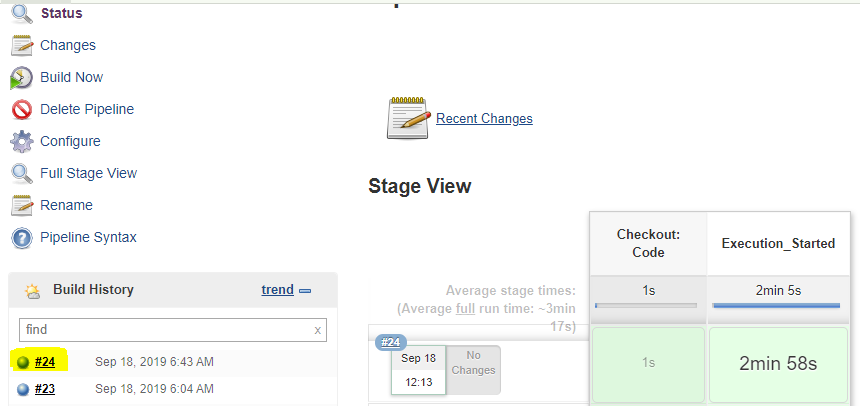 Status
Changes
Build Now
Delete Pipeline
Configure
Full Stage View
Rename
Pipeline Syntax
Build History
trend
find
x
#24
Sep 18, 2019 6:43 AM
#23
Sep 18, 2019 6:04 AM
Recent Changes
Stage View
Checkout:
Code
Execution_Started
Average stage times:
(Average full run time: ~3min
17s)
1s
2min 5s
#24
Sep 18
12:13
No
Changes
1s
2min 58s